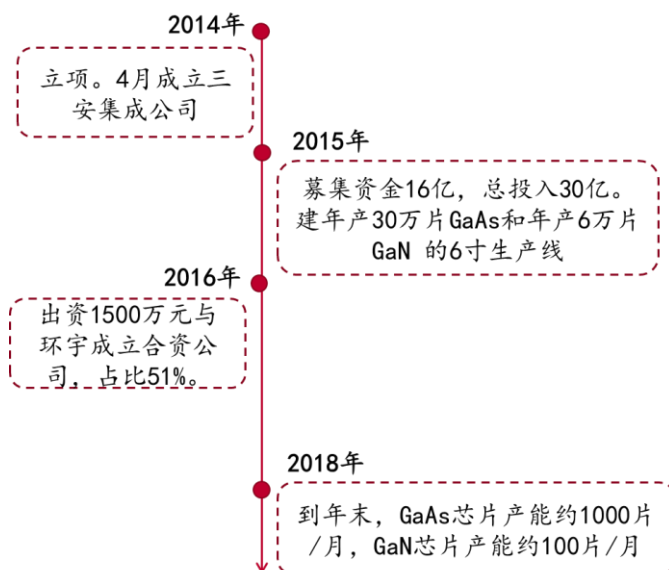 2014年
立项。4月成立三
安集成公司
2015年
募集资金16亿，总投入30亿。
建年产30万片GaAs和年产6万片
GaN 的6寸生产线
2016年
出资1500万元与
环宇成立合资公
司，占比51%。
2018年
到年末，GaAs芯片产能约1000片
/月，GaN芯片产能约100片/月